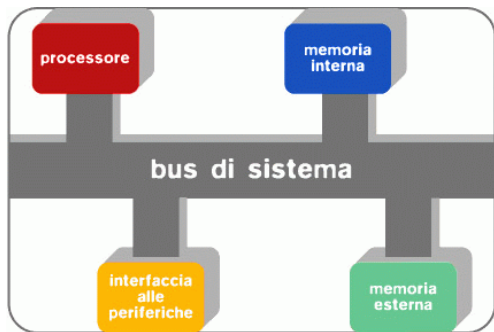 processore
memoria
interna
bus di sistema
interfaccia
alle
periferiche
memoria
esterna